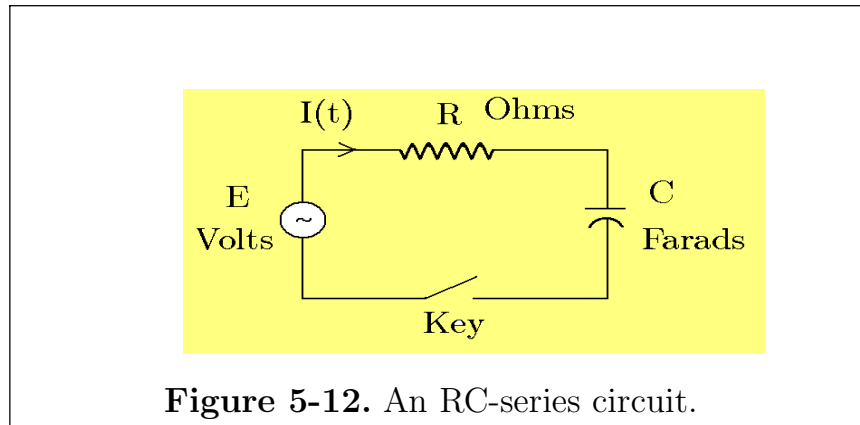 I(t) R Ohms
E
Volts
~
C
Farads
Key
Figure 5-12. An RC-series circuit.